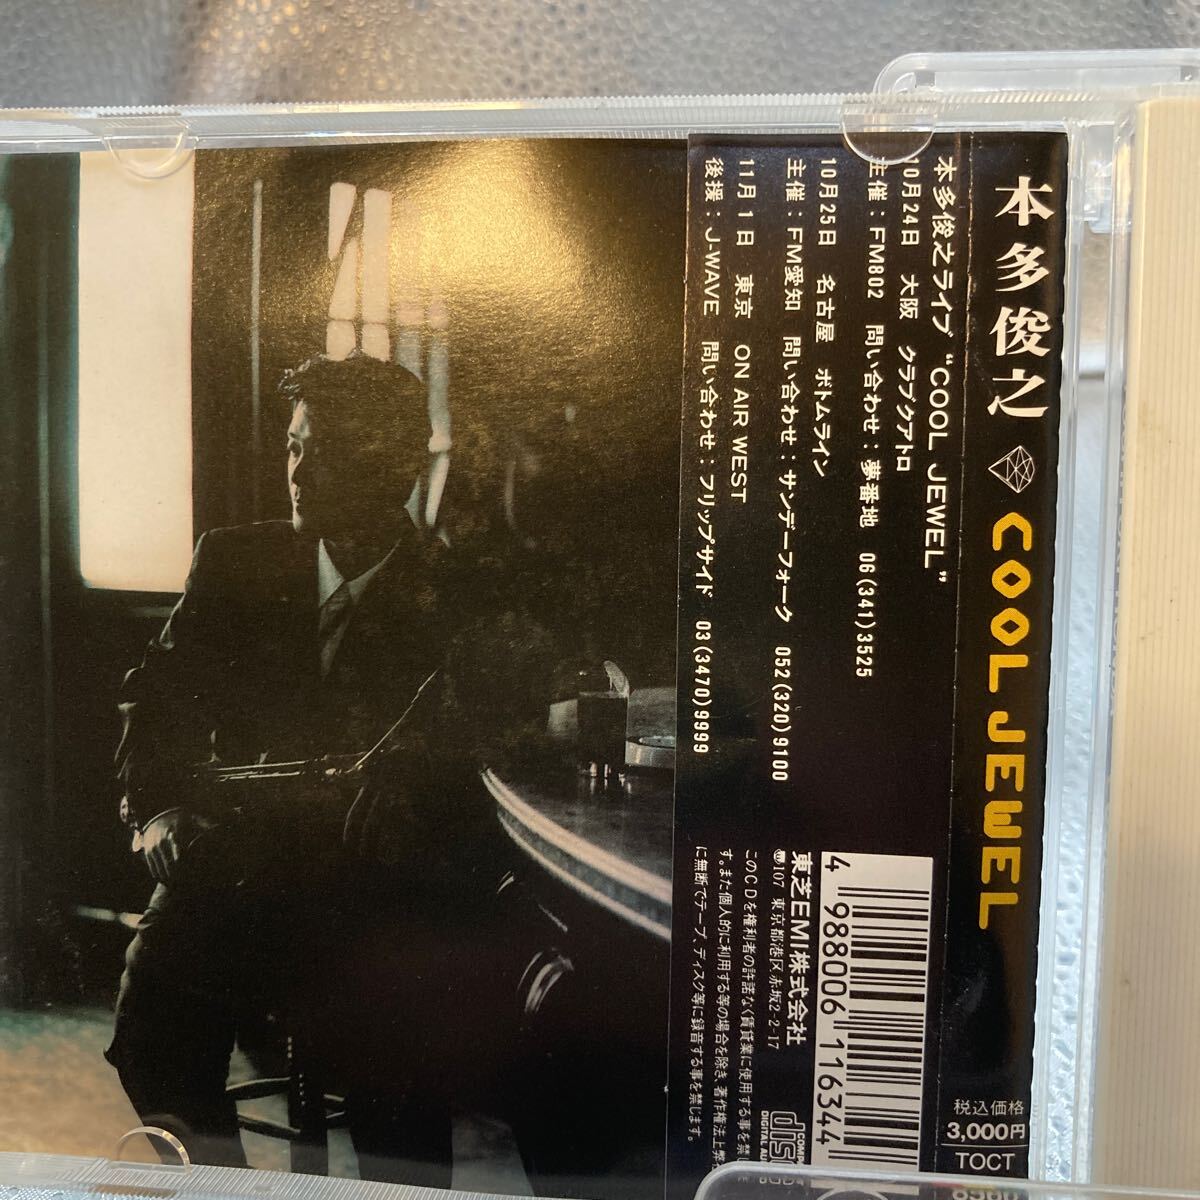 本多俊之 COOL JEWEL
税込価格
3,000円
TOCT
本多俊之ライブ “COOL JEWEL”
10月24日 大阪 クラブクアトロ
主催：FM802 問い合わせ：夢番地 06(341)3525
10月25日 名古屋 ボトムライン
主催：FM愛知 問い合わせ：サンデーフォーク 052(320)9100
11月1日 東京 ON AIR WEST
後援：J-WAVE 問い合わせ：フリップサイド 03(3470)9999
4 988006 116344
東芝EMI株式会社
〠107 東京都港区赤坂2-2-17
このCDを権利者の許諾なく賃貸業に使用する事を禁じ
す。また個人的に利用する等の場合を除き、著作権法上
に無断でテープ、ディスク等に録音する事を禁じます。
COMP
disc
DIGITAL AU